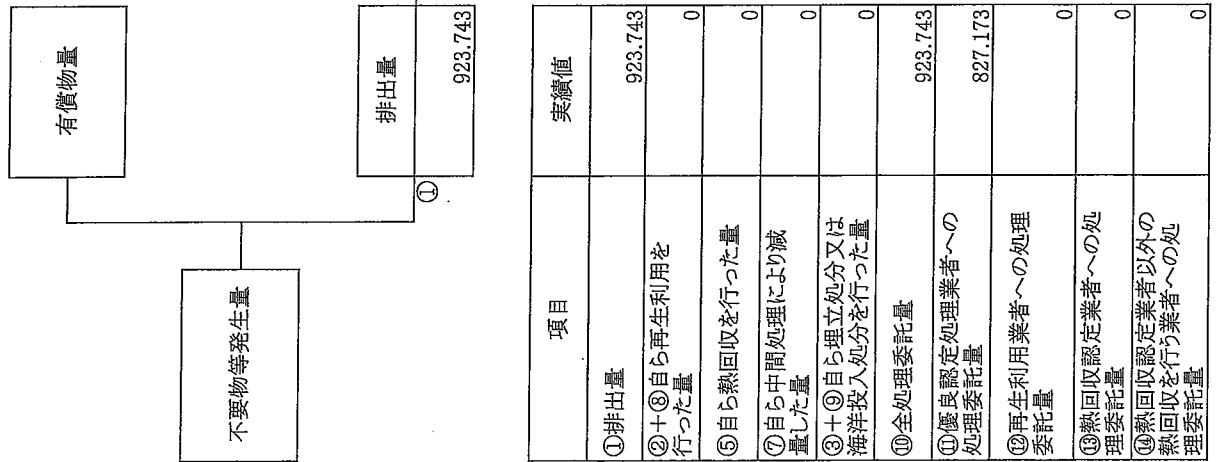 有償物量
不要物等発生量
排出量
① 923.743
項目 実績値
①排出量 923.743
②+⑧自ら再生利用を
行った量 0
⑤自ら熱回収を行った量 0
⑦自ら中間処理により減
量した量 0
③+⑨自ら埋立処分又は
海洋投入処分を行った量 0
⑩全処理委託量 923.743
⑪優良認定処理業者への
処理委託量 827.173
⑫再生利用業者への処理
委託量 0
⑬熱回収認定業者への処
理委託量 0
⑭熱回収認定業者以外の
熱回収を行う業者への処
理委託量 0